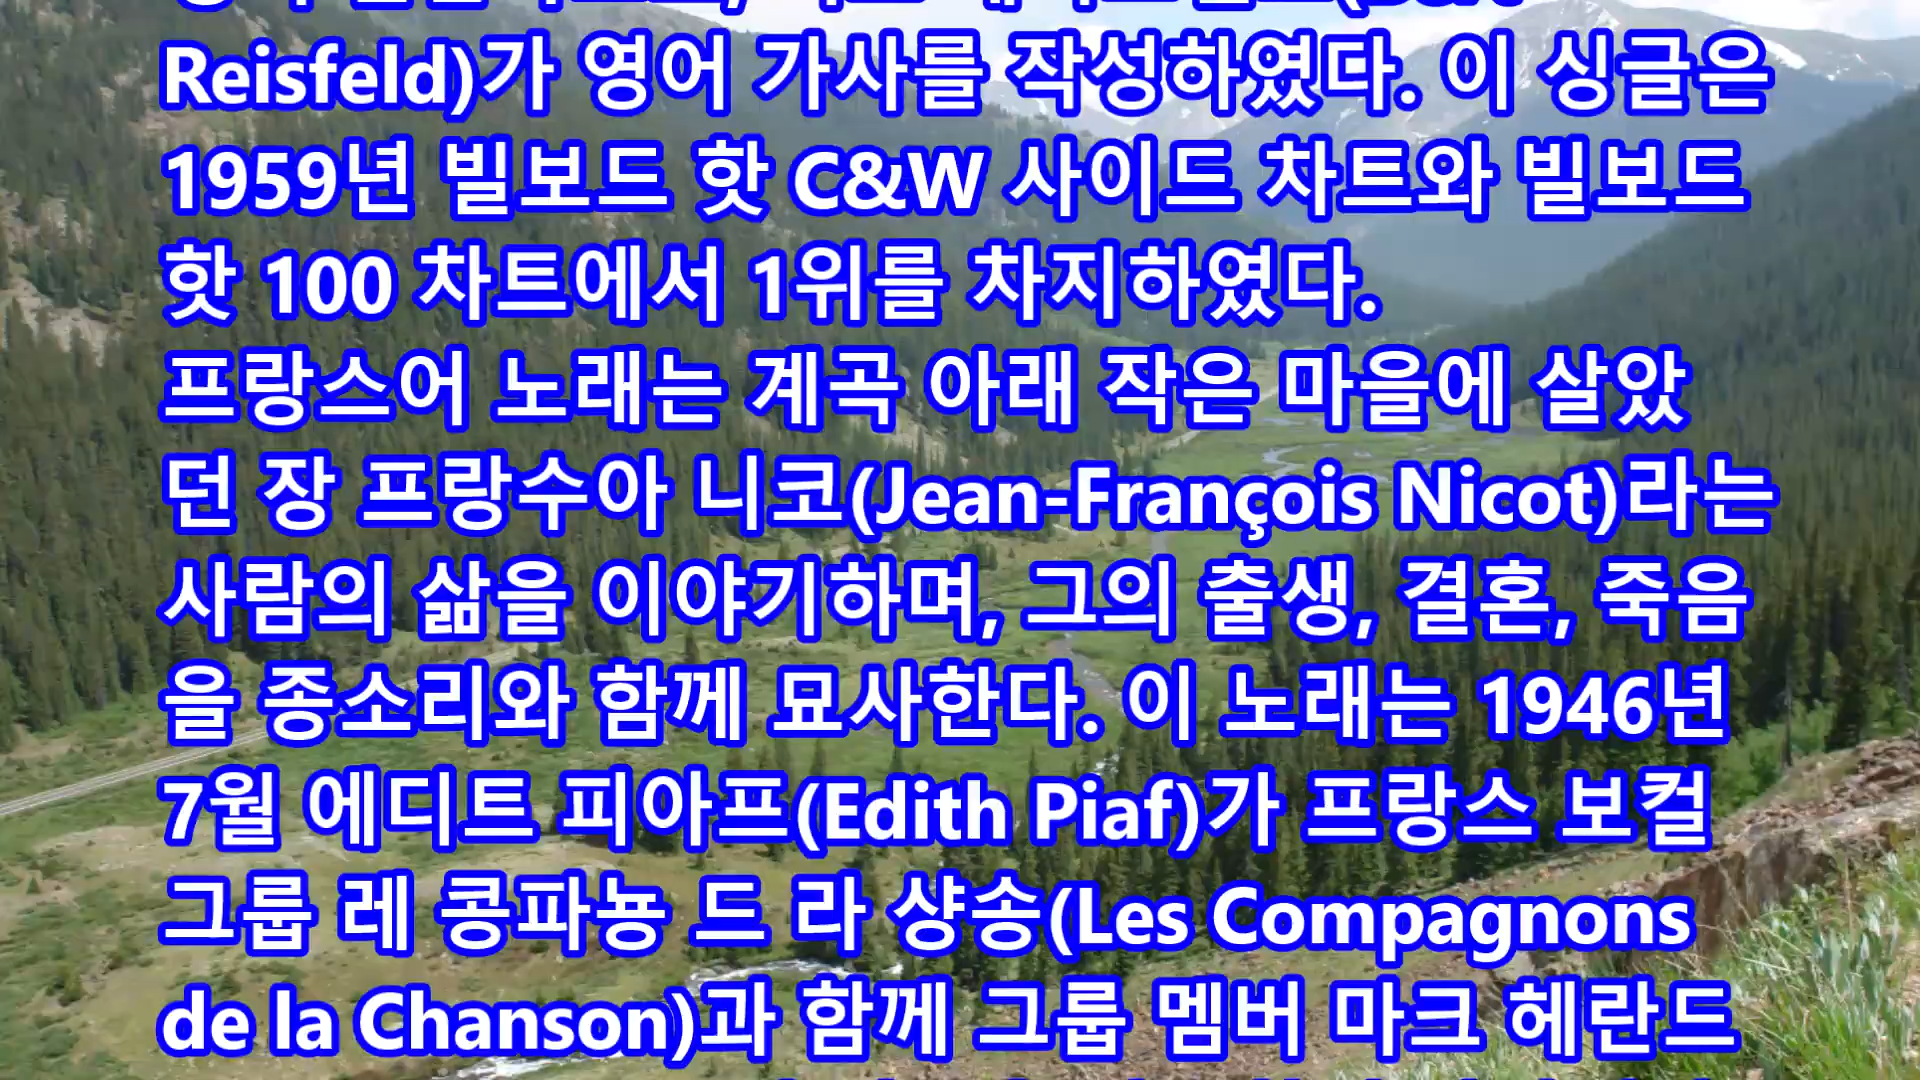 Reisfeld)가 영어 가사를 작성하였다. 이 싱글은
1959년 빌보드 핫 C&W 사이드 차트와 빌보드
핫 100 차트에서 1위를 차지하였다.
프랑스어 노래는 계곡 아래 작은 마을에 살았
던 장 프랑수아 니코(Jean-François Nicot)라는
사람의 삶을 이야기하며, 그의 출생, 결혼, 죽음
을 종소리와 함께 묘사한다. 이 노래는 1946년
7월 에디트 피아프(Edith Piaf)가 프랑스 보컬
그룹 레 콩파뇽 드 라 샹송(Les Compagnons
de la Chanson)과 함께 그룹 멤버 마크 헤란드